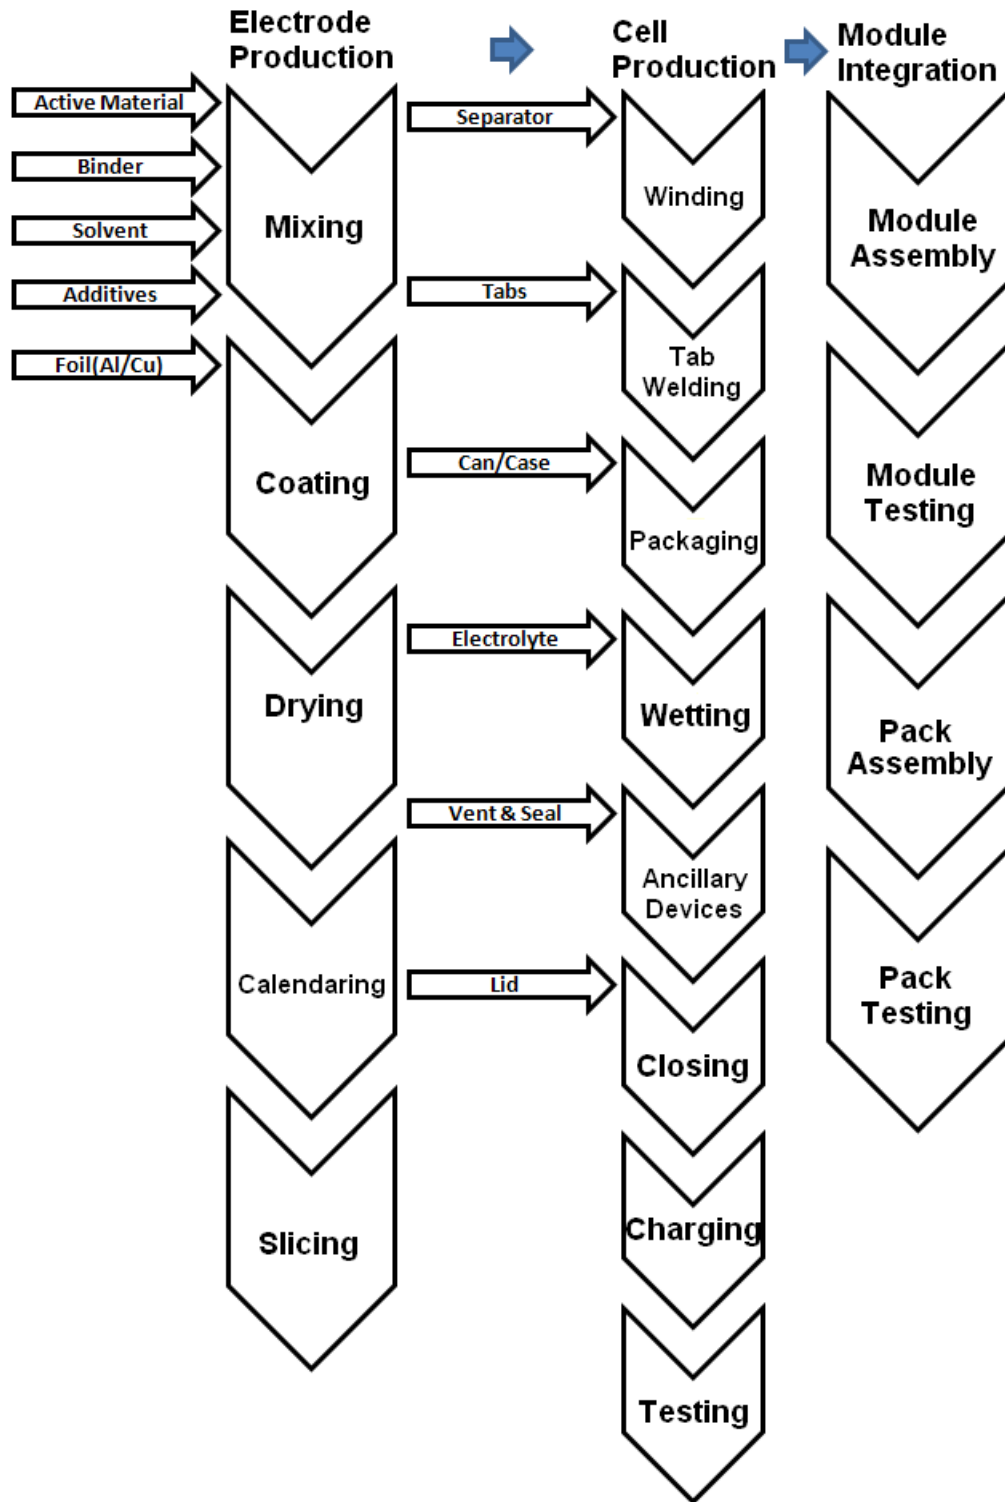 Electrode
Production
Cell
Production
Module
Integration
Active Material
Binder
Solvent
Additives
Foil(Al/Cu)
Mixing
Coating
Drying
Calendaring
Slicing
Separator
Tabs
Can/Case
Electrolyte
Vent & Seal
Lid
Winding
Tab
Welding
Packaging
Wetting
Ancillary
Devices
Closing
Charging
Testing
Module
Assembly
Module
Testing
Pack
Assembly
Pack
Testing